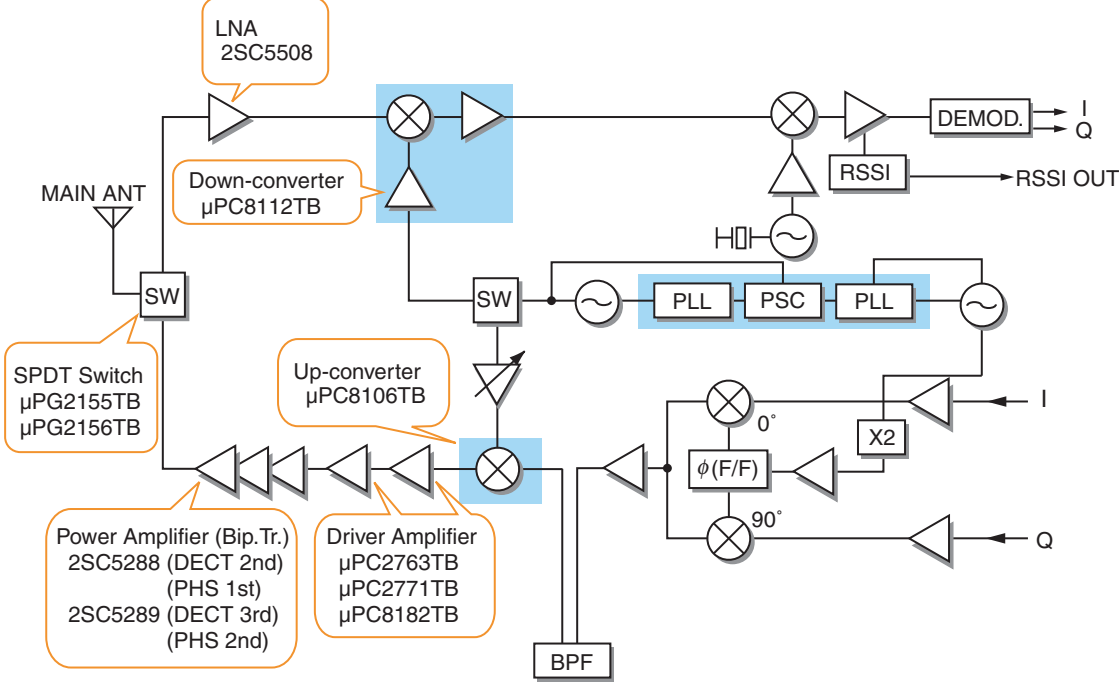 LNA
2SC5508
DEMOD.
I
Q
RSSI
RSSI OUT
Down-converter
µPC8112TB
MAIN ANT
SW
SW
PLL
PSC
PLL
SPDT Switch
µPG2155TB
µPG2156TB
Up-converter
µPC8106TB
0°
I
X2
ϕ(F/F)
90°
Q
Power Amplifier (Bip.Tr.)
2SC5288 (DECT 2nd)
(PHS 1st)
2SC5289 (DECT 3rd)
(PHS 2nd)
Driver Amplifier
µPC2763TB
µPC2771TB
µPC8182TB
BPF